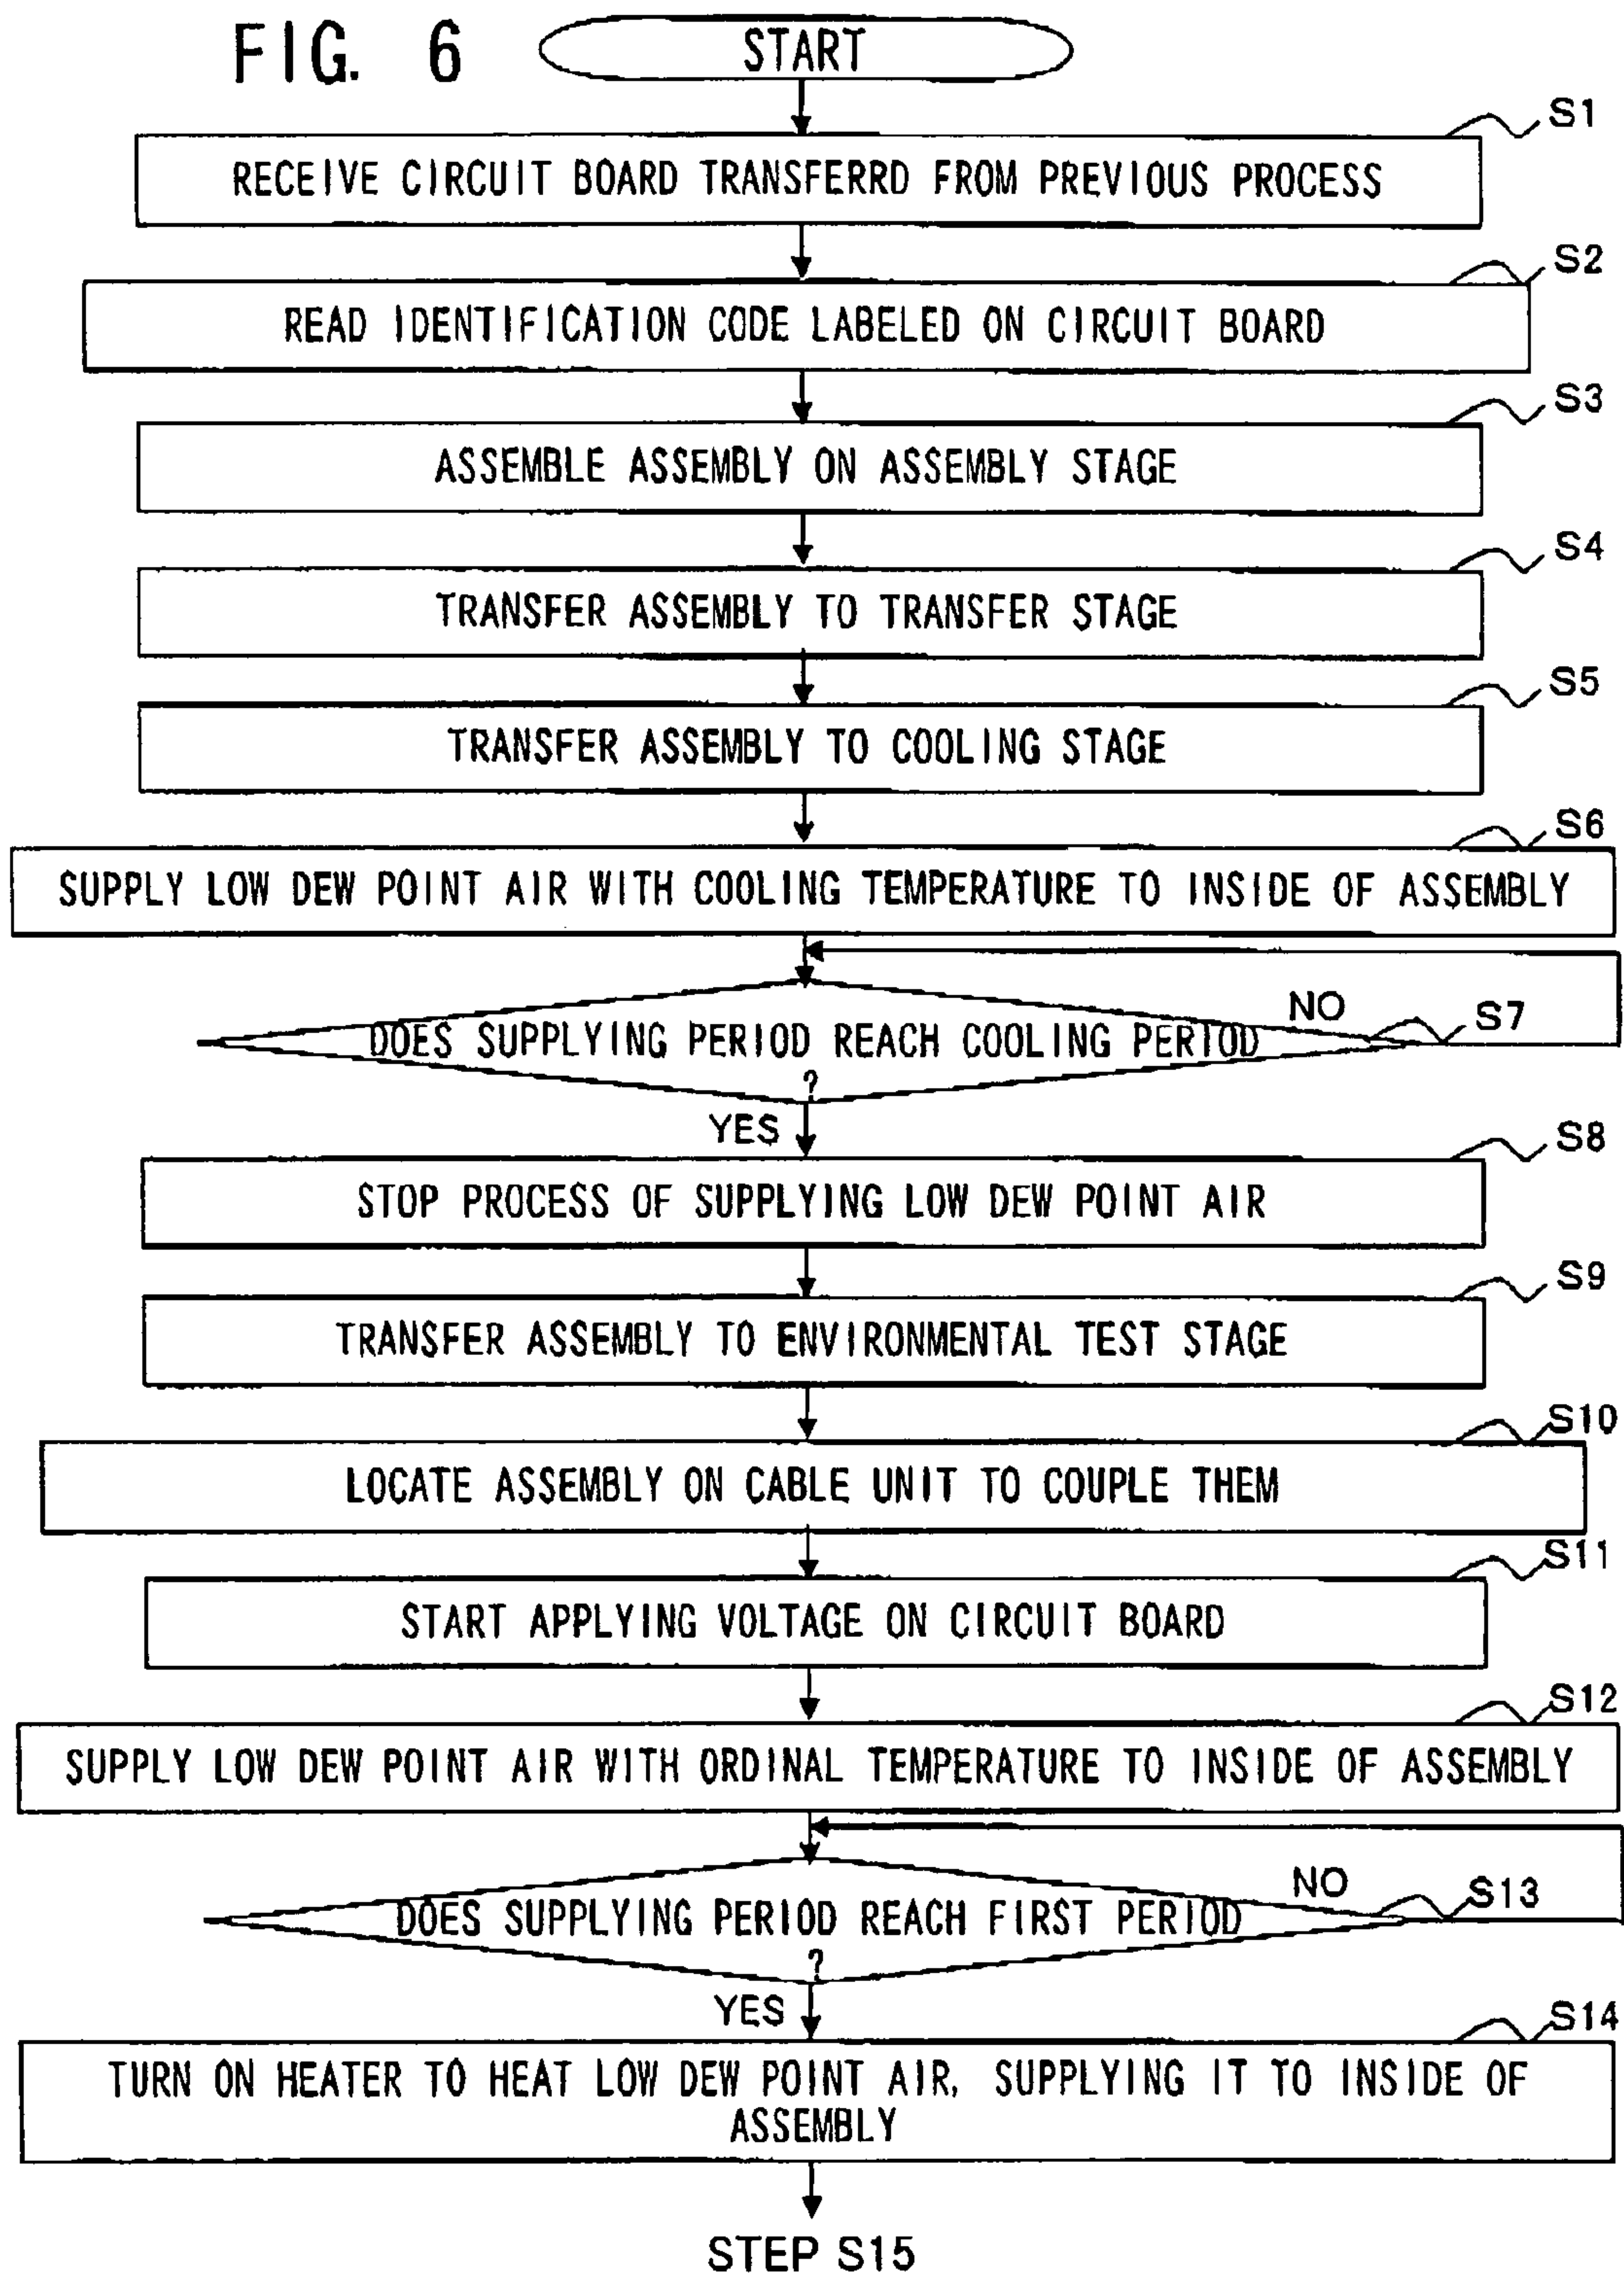 FIG. 6
START
S1
RECEIVE CIRCUIT BOARD TRANSFERRD FROM PREVIOUS PROCESS
S2
READ IDENTIFICATION CODE LABELED ON CIRCUIT BOARD
S3
ASSEMBLE ASSEMBLY ON ASSEMBLY STAGE
S4
TRANSFER ASSEMBLY TO TRANSFER STAGE
S5
TRANSFER ASSEMBLY TO COOLING STAGE
S6
SUPPLY LOW DEW POINT AIR WITH COOLING TEMPERATURE TO INSIDE OF ASSEMBLY
NO
S7
DOES SUPPLYING PERIOD REACH COOLING PERIOD
?
YES
S8
STOP PROCESS OF SUPPLYING LOW DEW POINT AIR
S9
TRANSFER ASSEMBLY TO ENVIRONMENTAL TEST STAGE
S10
LOCATE ASSEMBLY ON CABLE UNIT TO COUPLE THEM
S11
START APPLYING VOLTAGE ON CIRCUIT BOARD
S12
SUPPLY LOW DEW POINT AIR WITH ORDINAL TEMPERATURE TO INSIDE OF ASSEMBLY
NO
S13
DOES SUPPLYING PERIOD REACH FIRST PERIOD
?
YES
S14
TURN ON HEATER TO HEAT LOW DEW POINT AIR, SUPPLYING IT TO INSIDE OF
ASSEMBLY
STEP S15